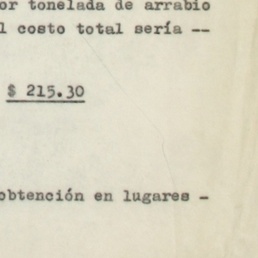 or tonelada de arrabio
l costo total sería --
$ 215.30
obtención en lugares -